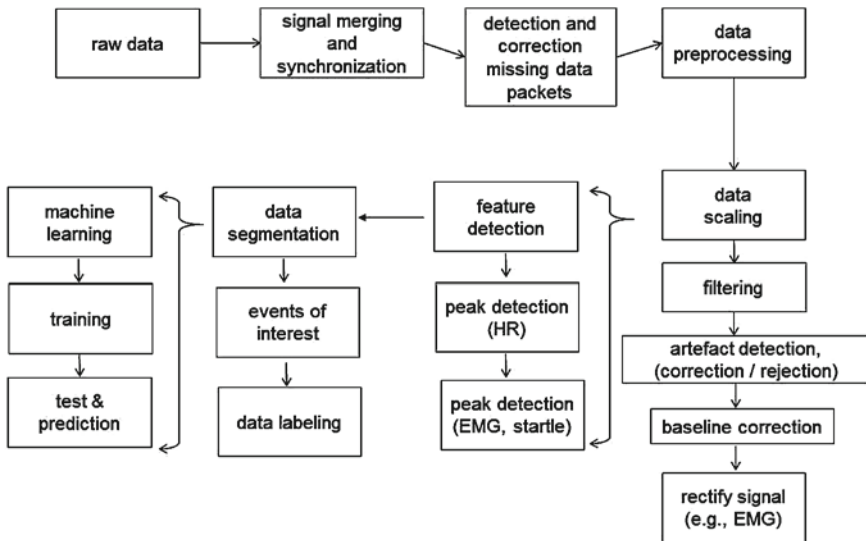 raw data
signal merging
and
synchronization
detection and
correction
missing data
packets
data
preprocessing
data
scaling
filtering
artefact detection,
(correction / rejection)
baseline correction
rectify signal
(e.g., EMG)
feature
detection
peak detection
(HR)
peak detection
(EMG, startle)
data
segmentation
events of
interest
data labeling
machine
learning
training
test &
prediction